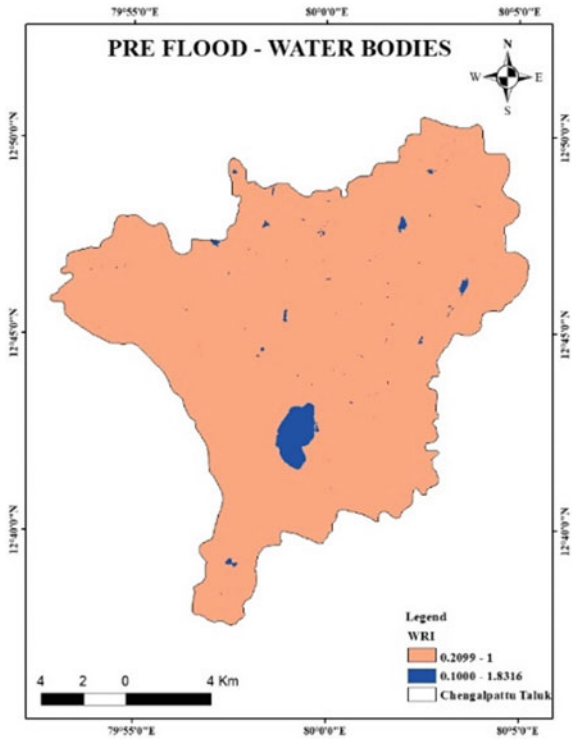 79°55'0"E 80°0'0"E 80°5'0"E
PRE FLOOD - WATER BODIES
N
W E
S
12°50'0"N 12°50'0"N
12°45'0"N 12°45'0"N
12°40'0"N 12°40'0"N
Legend
WRI
0.2099 - 1
0.1000 - 1.8316
Chengalpattu Taluk
4 2 0 4 Km
79°55'0"E 80°0'0"E 80°5'0"E